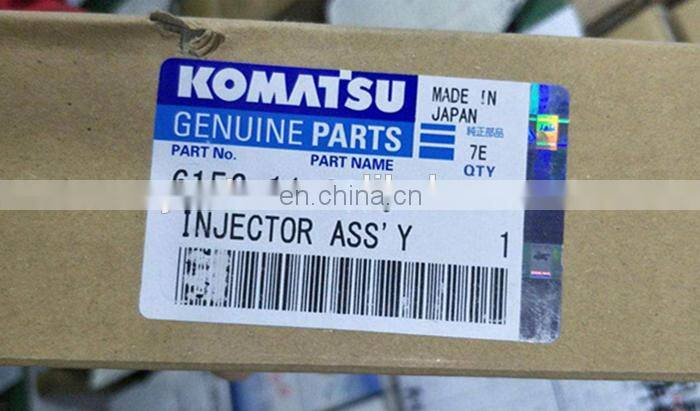 KOMATSU
GENUINE PARTS
MADE IN
JAPAN
純正部品
7E
PART No.
PART NAME
QTY
en.china.cn
INJECTOR ASS'Y 1